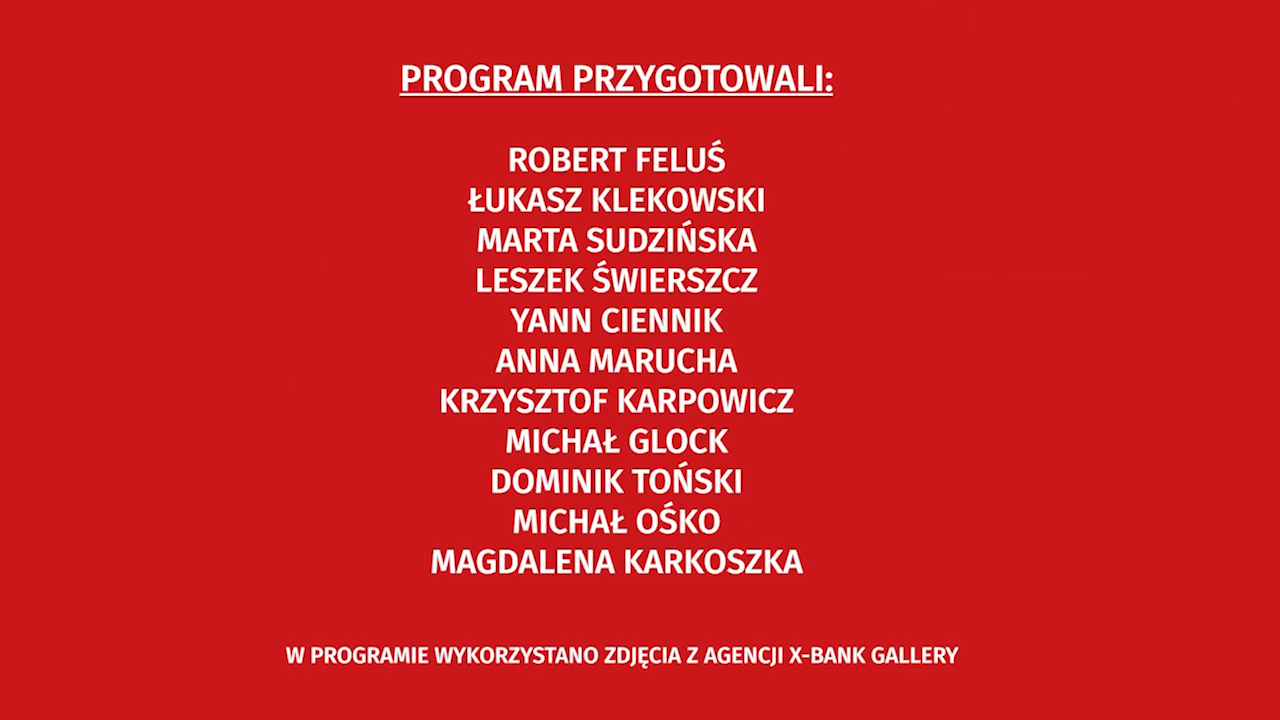 PROGRAM PRZYGOTOWALI:
ROBERT FELUŚ
ŁUKASZ KLEKOWSKI
MARTA SUDZIŃSKA
LESZEK ŚWIERSZCZ
YANN CIENNIK
ANNA MARUCHA
KRZYSZTOF KARPOWICZ
MICHAŁ GLOCK
DOMINIK TOŃSKI
MICHAŁ OŚKO
MAGDALENA KARKOSZKA
W PROGRAMIE WYKORZYSTANO ZDJĘCIA Z AGENCJI X-BANK GALLERY